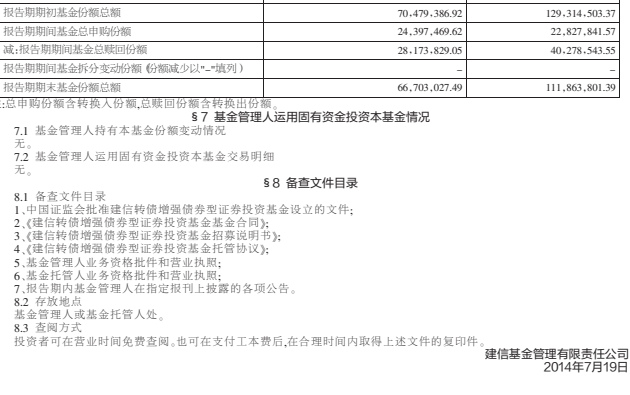 报告期期初基金份额总额 70,479,386.92 129,314,503.37
报告期期间基金总申购份额 24,397,469.62 22,827,841.57
减:报告期期间基金总赎回份额 28,173,829.05 40,278,543.55
报告期期间基金拆分变动份额(份额减少以"-"填列) - -
报告期期末基金份额总额 66,703,027.49 111,863,801.39
:总申购份额含转换入份额,总赎回份额含转换出份额。
§7 基金管理人运用固有资金投资本基金情况
7.1 基金管理人持有本基金份额变动情况
无。
7.2 基金管理人运用固有资金投资本基金交易明细
无。
§8 备查文件目录
8.1 备查文件目录
1、中国证监会批准建信转债增强债券型证券投资基金设立的文件;
2、《建信转债增强债券型证券投资基金基金合同》;
3、《建信转债增强债券型证券投资基金招募说明书》;
4、《建信转债增强债券型证券投资基金托管协议》;
5、基金管理人业务资格批件和营业执照;
6、基金托管人业务资格批件和营业执照;
7、报告期内基金管理人在指定报刊上披露的各项公告。
8.2 存放地点
基金管理人或基金托管人处。
8.3 查阅方式
投资者可在营业时间免费查阅。也可在支付工本费后,在合理时间内取得上述文件的复印件。
建信基金管理有限责任公司
2014年7月19日